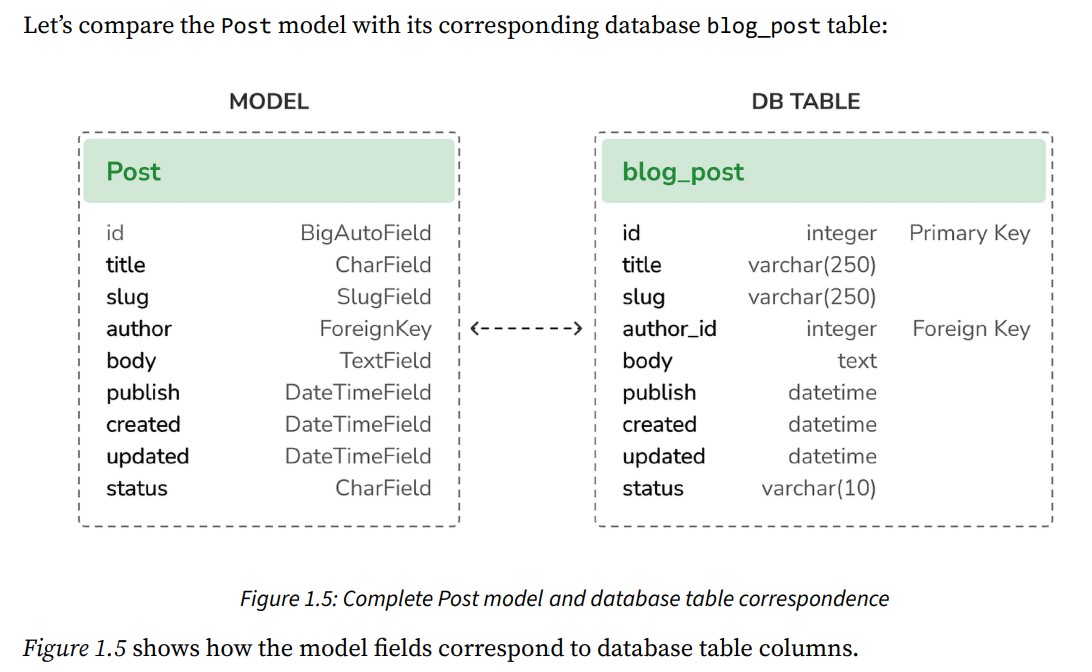 Let's compare the Post model with its corresponding database blog_post table:
MODEL
Post
id BigAutoField
title CharField
slug SlugField
author ForeignKey
body TextField
publish DateTimeField
created DateTimeField
updated DateTimeField
status CharField
DB TABLE
blog_post
id integer Primary Key
title varchar(250)
slug varchar(250)
author_id integer Foreign Key
body text
publish datetime
created datetime
updated datetime
status varchar(10)
Figure 1.5: Complete Post model and database table correspondence
Figure 1.5 shows how the model fields correspond to database table columns.